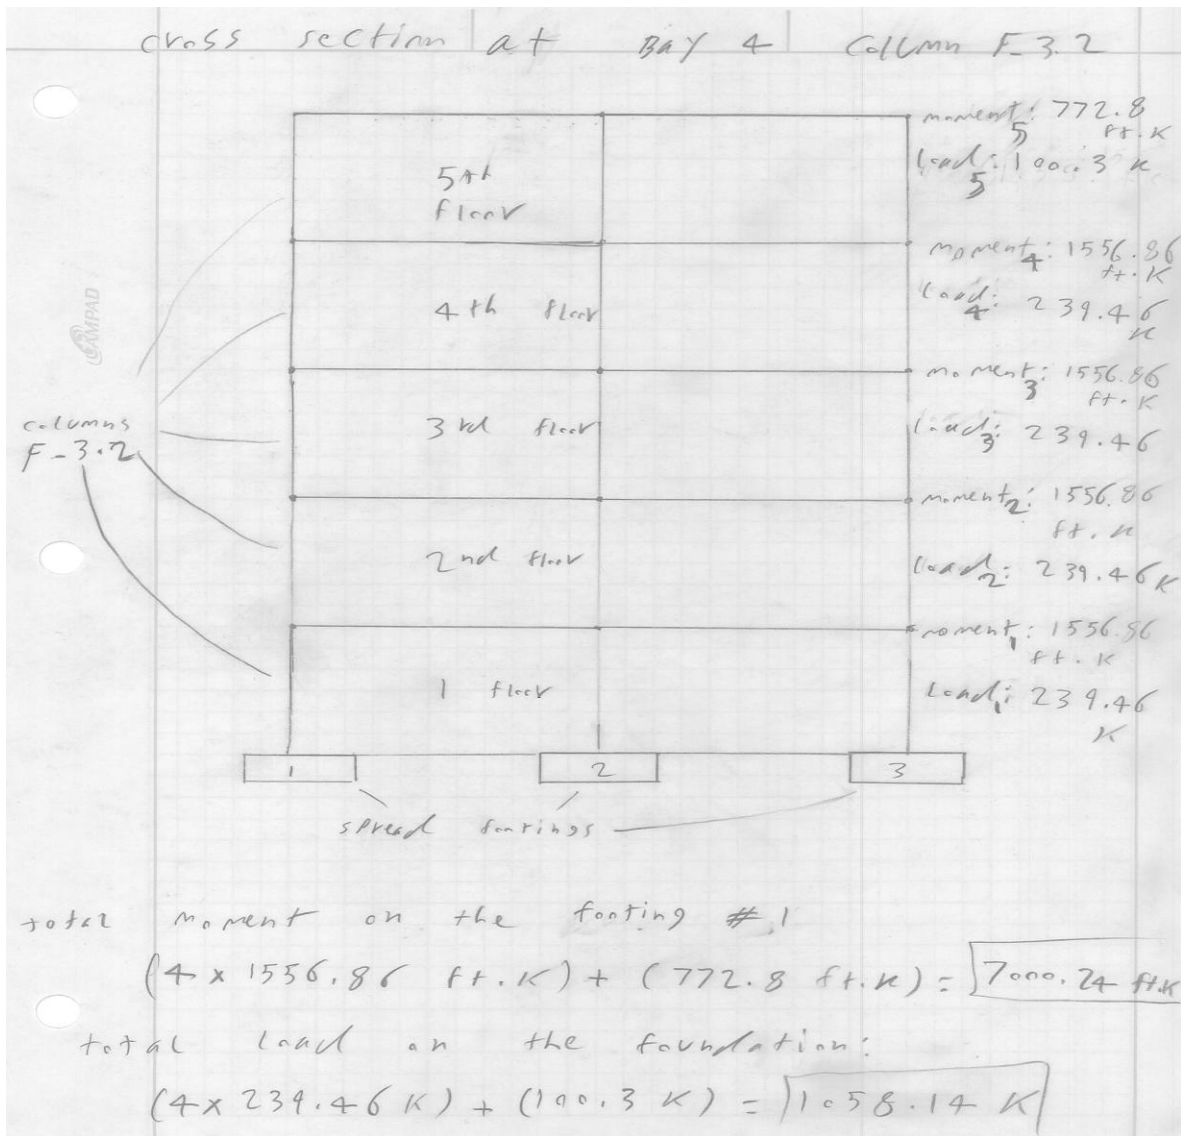 cross section at Bay 4 Column F-3.2
moment5: 772.8
ft.K
Load5: 100.3 K
5th
floor
moment4: 1556.86
ft.K
Load4: 239.46
K
4th floor
AMPAD
moment3: 1556.86
ft.K
columns
F-3.2
3rd floor
Load3: 239.46
moment2: 1556.86
ft.K
2nd floor
Load2: 239.46 K
moment1: 1556.86
ft.K
1 floor
Load1: 239.46
K
1 2 3
spread footings
total moment on the footing #1
(4 x 1556.86 ft.K) + (772.8 ft.K) = 7000.24 ft.K
total Load on the foundation:
(4x 239.46 K) + (100.3 K) = 1058.14 K